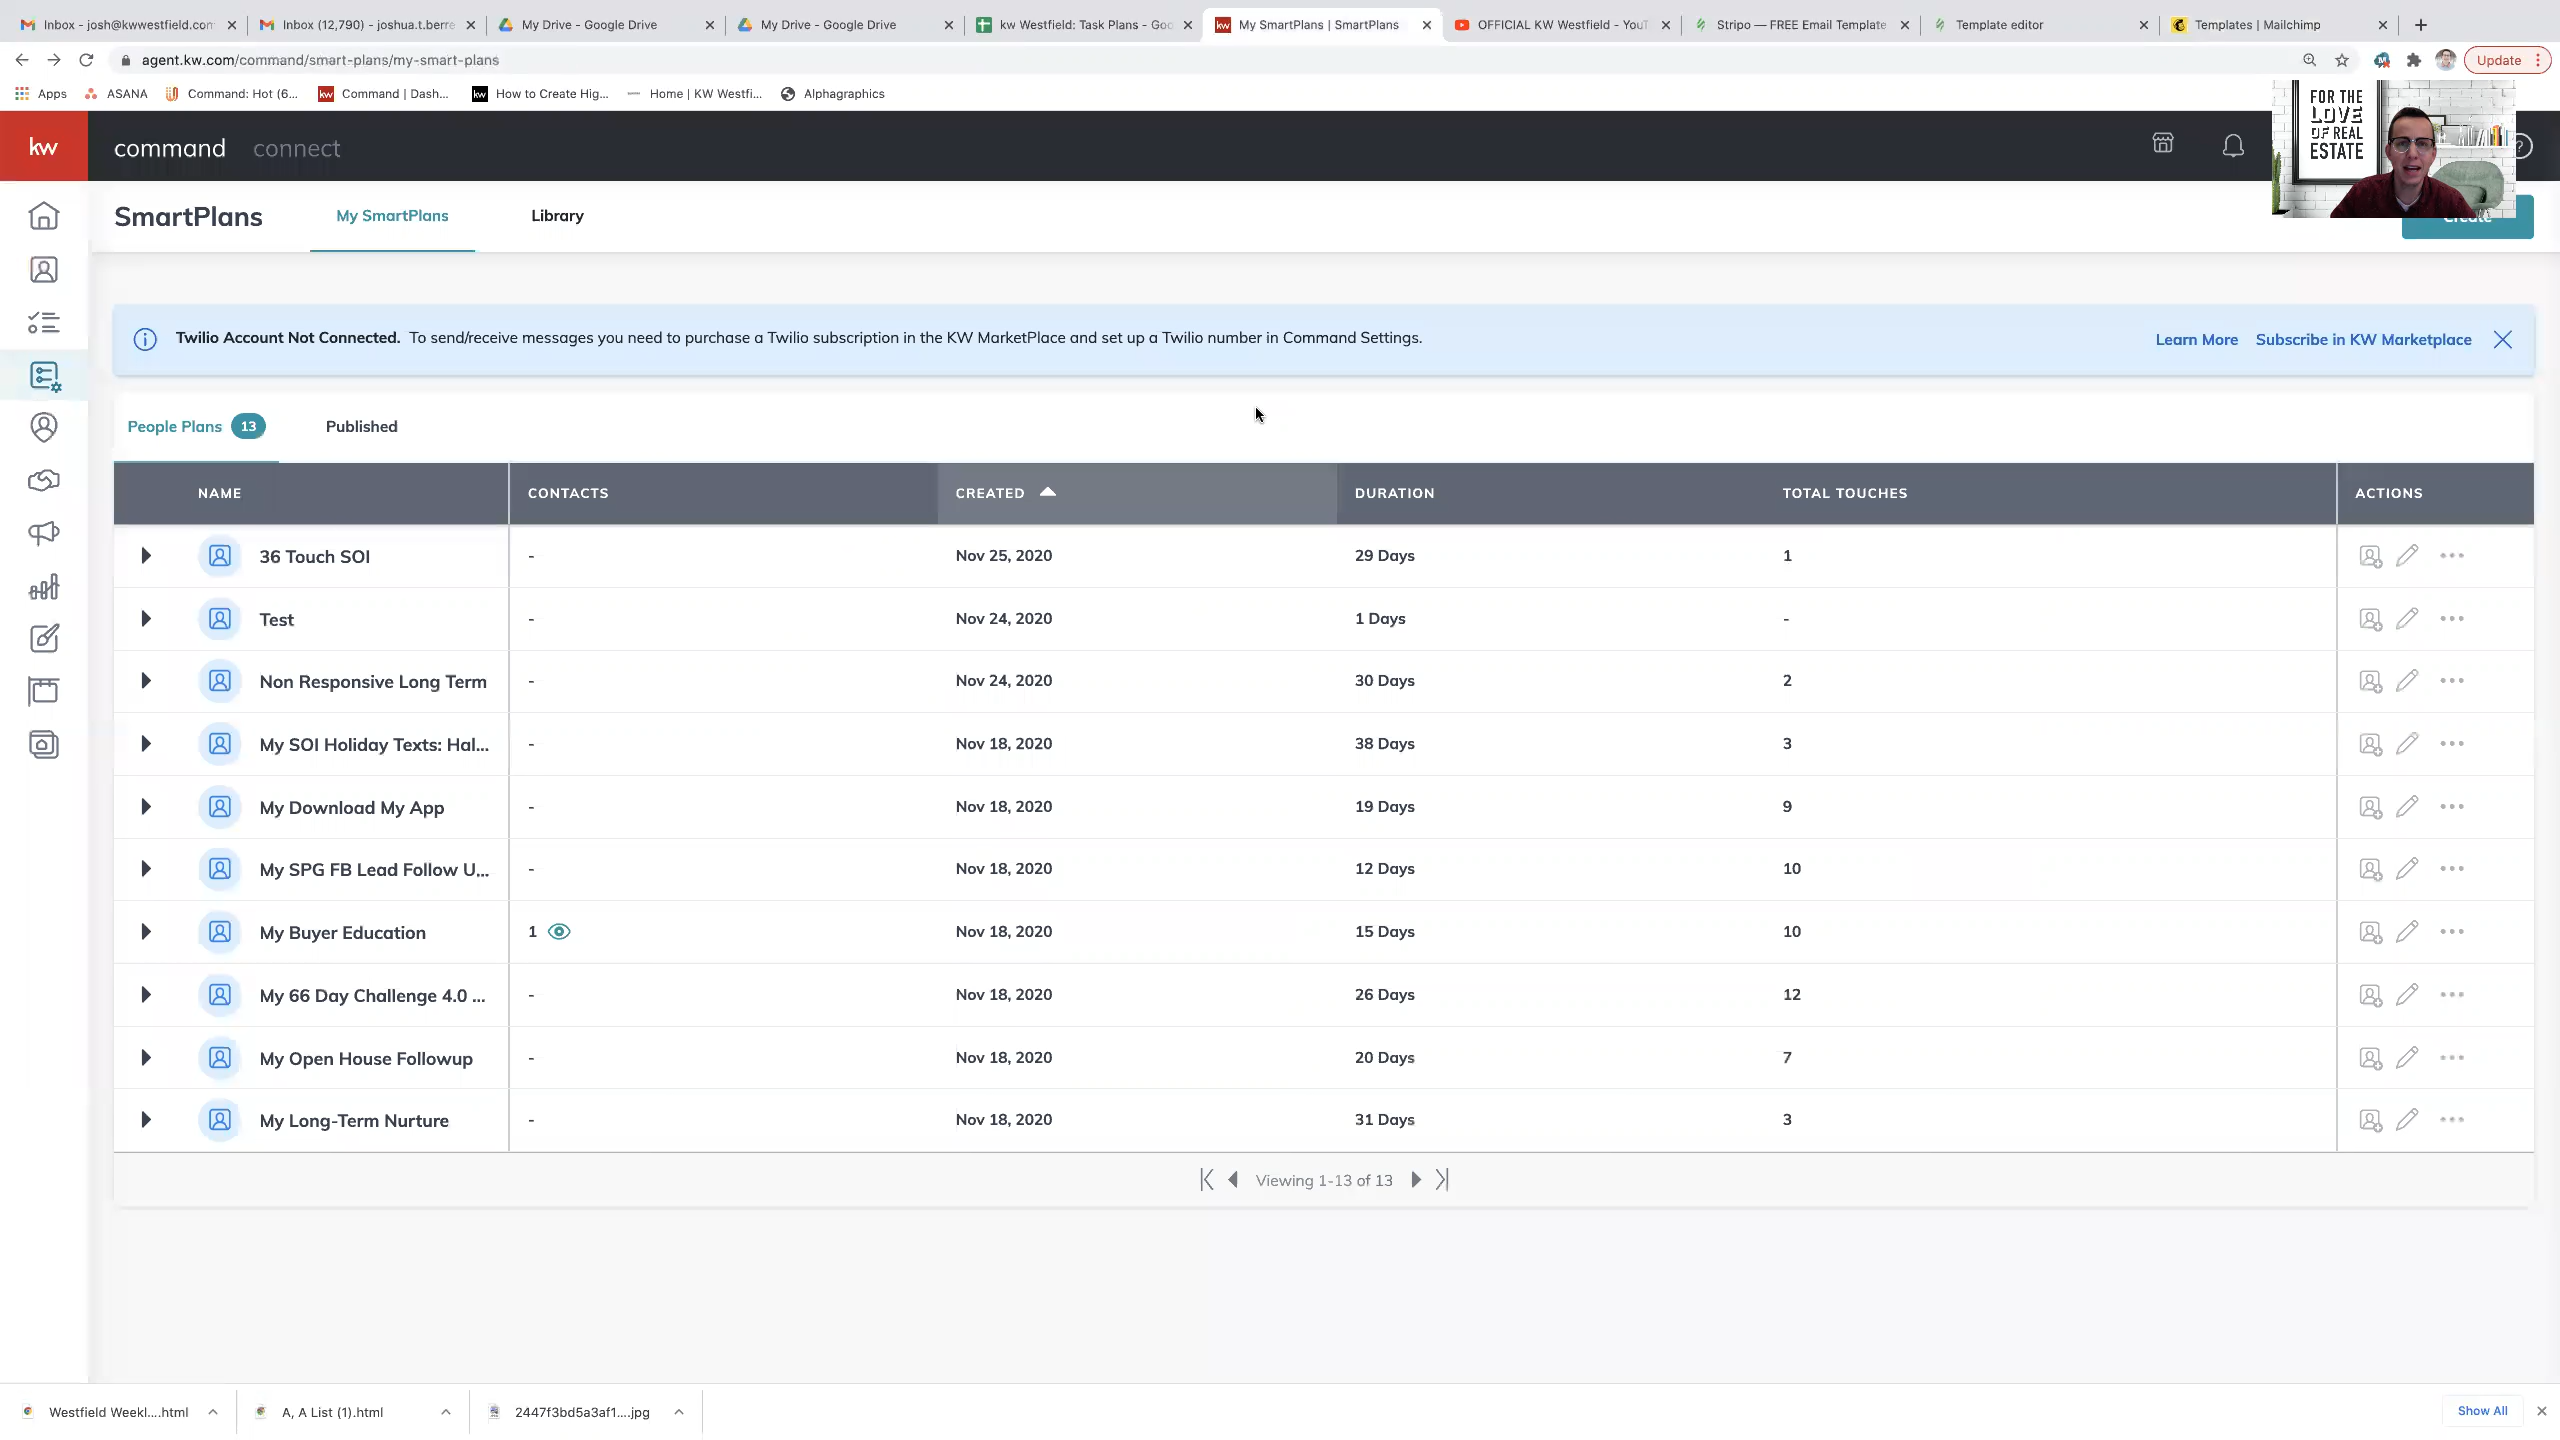 Inbox - josh@kwwestfield.com
Inbox (12,790) - joshua.t.berre
My Drive - Google Drive
My Drive - Google Drive
kw Westfield: Task Plans - Goo
My SmartPlans | SmartPlans
OFFICIAL KW Westfield - YouT
Stripo — FREE Email Template
Template editor
Templates | Mailchimp
agent.kw.com/command/smart-plans/my-smart-plans
Update
Apps
ASANA
Command: Hot (6...
Command | Dash...
How to Create Hig...
Home | KW Westfi...
Alphagraphics
FOR THE
LOVE
OF REAL
ESTATE
kw
command connect
SmartPlans
My SmartPlans
Library
Create
Twilio Account Not Connected. To send/receive messages you need to purchase a Twilio subscription in the KW MarketPlace and set up a Twilio number in Command Settings.
Learn More
Subscribe in KW Marketplace
People Plans 13
Published
NAME CONTACTS CREATED DURATION TOTAL TOUCHES ACTIONS
36 Touch SOI - Nov 25, 2020 29 Days 1
Test - Nov 24, 2020 1 Days -
Non Responsive Long Term - Nov 24, 2020 30 Days 2
My SOI Holiday Texts: Hal... - Nov 18, 2020 38 Days 3
My Download My App - Nov 18, 2020 19 Days 9
My SPG FB Lead Follow U... - Nov 18, 2020 12 Days 10
My Buyer Education 1 Nov 18, 2020 15 Days 10
My 66 Day Challenge 4.0 ... - Nov 18, 2020 26 Days 12
My Open House Followup - Nov 18, 2020 20 Days 7
My Long-Term Nurture - Nov 18, 2020 31 Days 3
Viewing 1-13 of 13
Westfield Weekl....html
A, A List (1).html
2447f3bd5a3af1....jpg
Show All